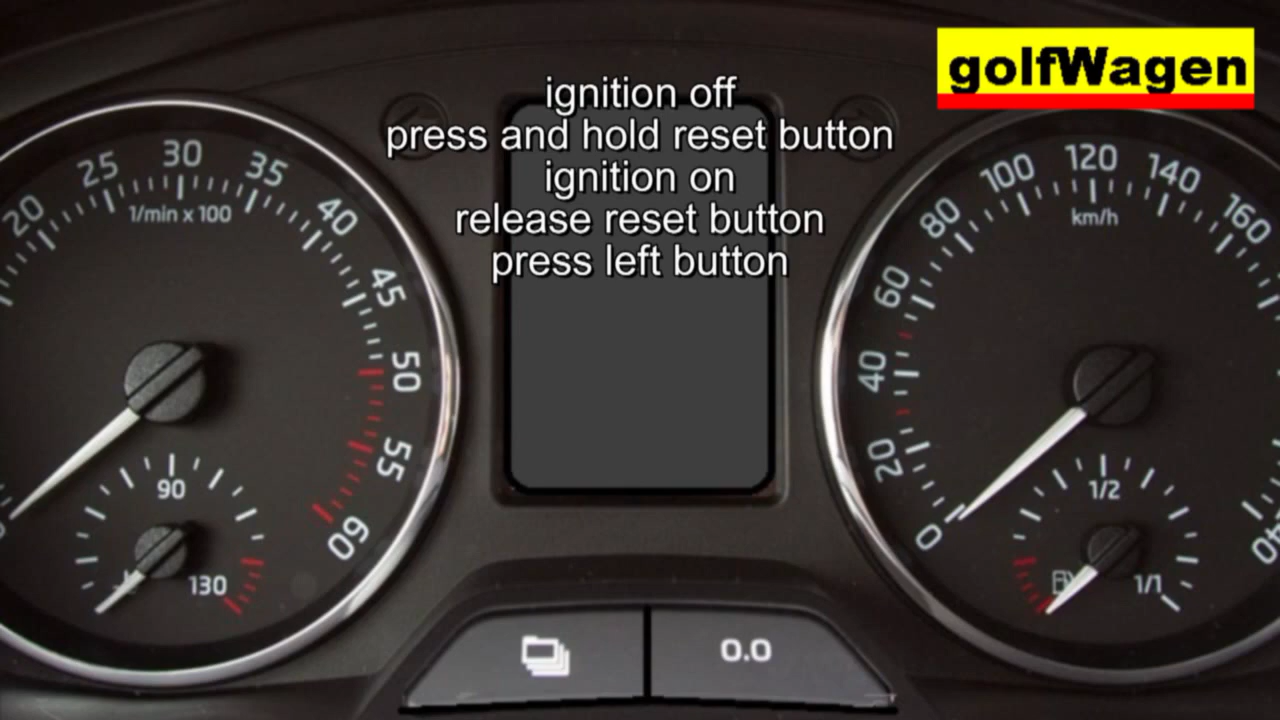 golfWagen
ignition off
press and hold reset button
ignition on
release reset button
press left button
20
25
30
35
40
45
50
55
60
1/min x 100
90
130
0
20
40
60
80
100
120
140
160
km/h
1/2
1/1
0.0